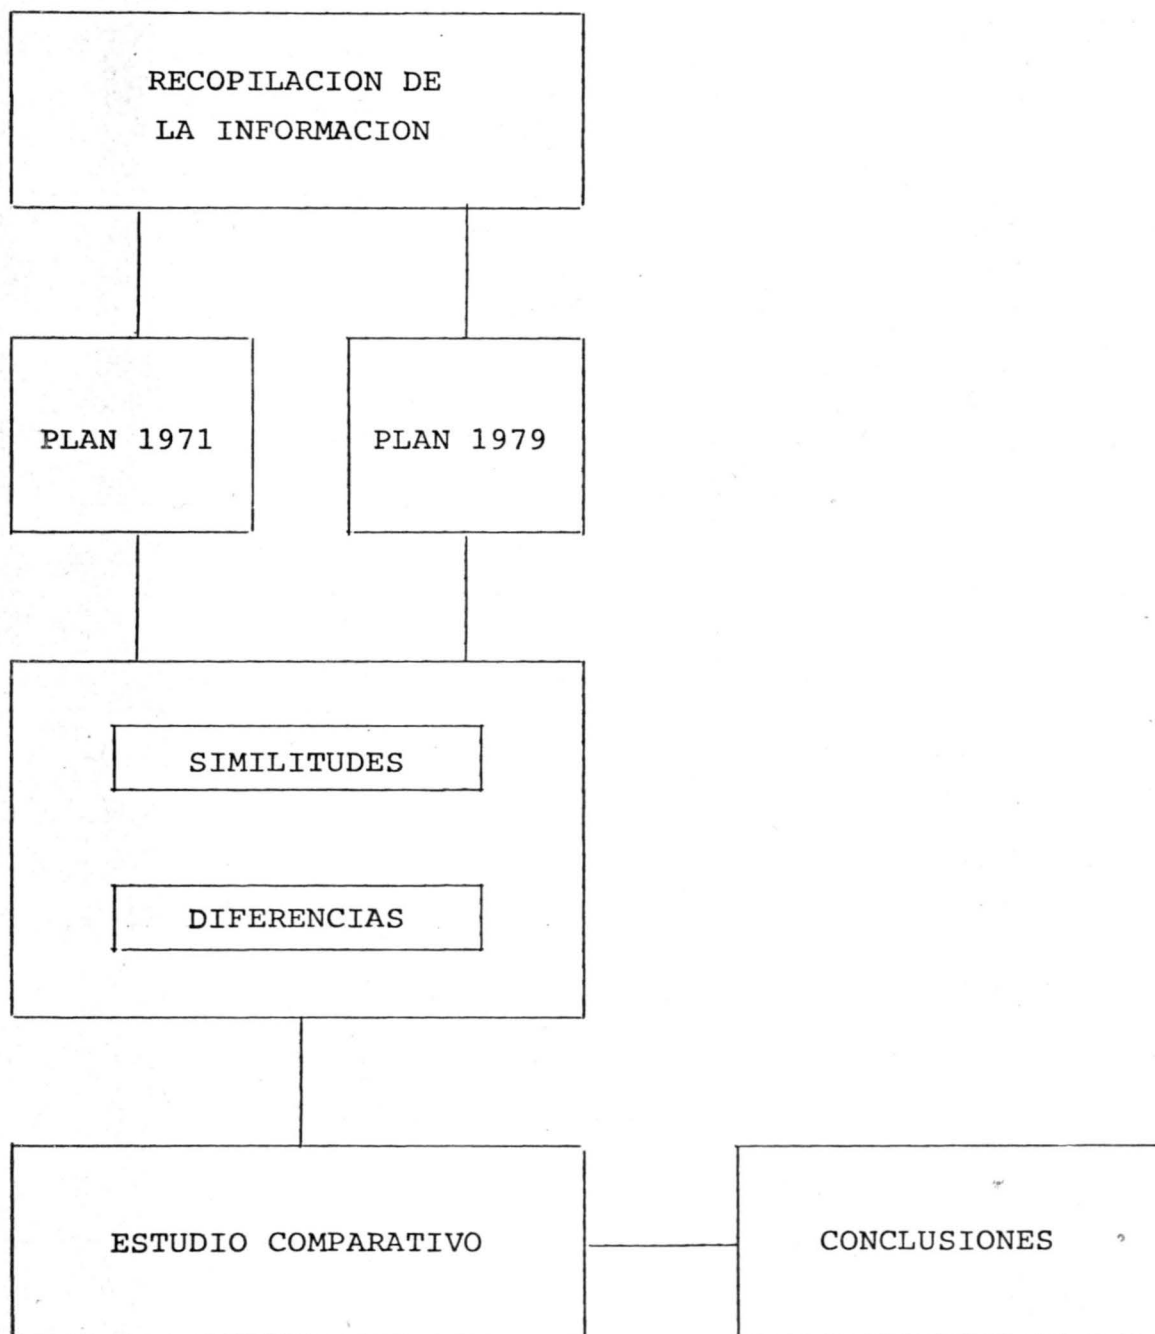 RECOPILACION DE
LA INFORMACION
PLAN 1971
PLAN 1979
SIMILITUDES
DIFERENCIAS
ESTUDIO COMPARATIVO
CONCLUSIONES